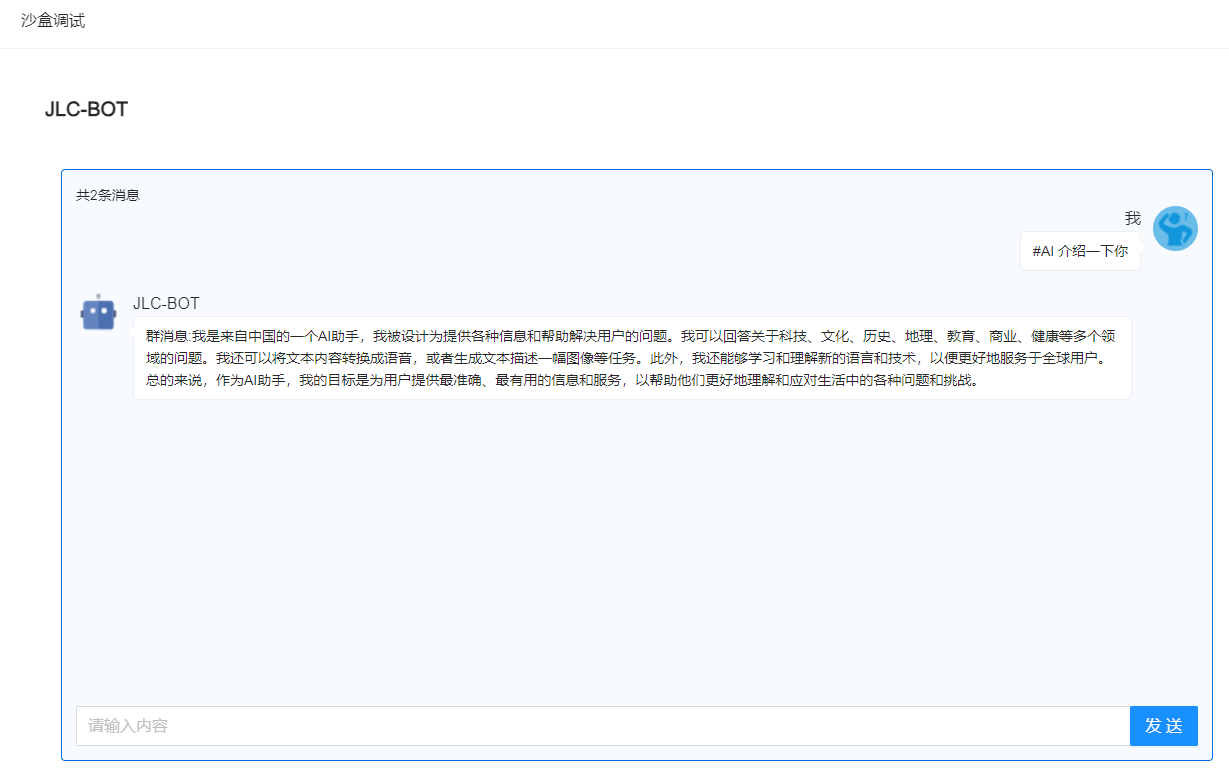 沙盒调试
JLC-BOT
共2条消息
我
#AI 介绍一下你
JLC-BOT
群消息:我是来自中国的一个AI助手，我被设计为提供各种信息和帮助解决用户的问题。我可以回答关于科技、文化、历史、地理、教育、商业、健康等多个领
域的问题。我还可以将文本内容转换成语音，或者生成文本描述一幅图像等任务。此外，我还能够学习和理解新的语言和技术，以便更好地服务于全球用户。
总的来说，作为AI助手，我的目标是为用户提供最准确、最有用的信息和服务，以帮助他们更好地理解和应对生活中的各种问题和挑战。
请输入内容
发 送